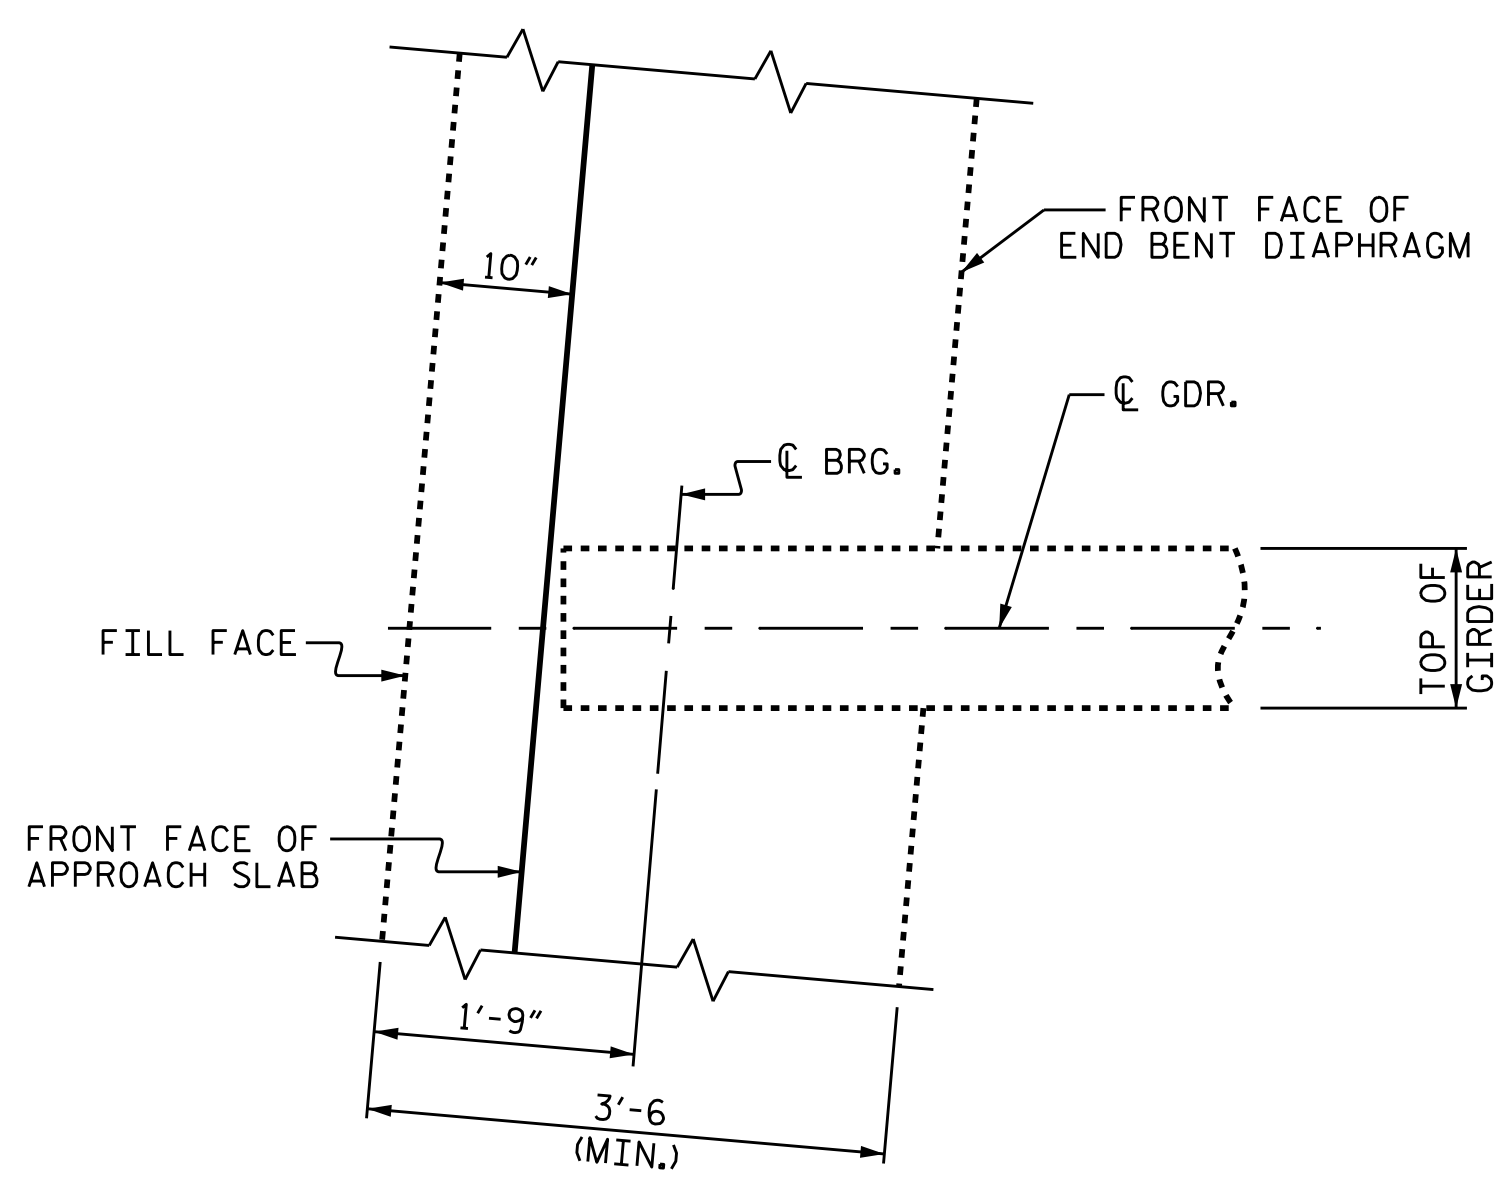 FRONT FACE OF
END BENT DIAPHRAGM
10"
℄ GDR.
℄ BRG.
FILL FACE
TOP OF
GIRDER
FRONT FACE OF
APPROACH SLAB
1'-9"
3'-6
(MIN.)